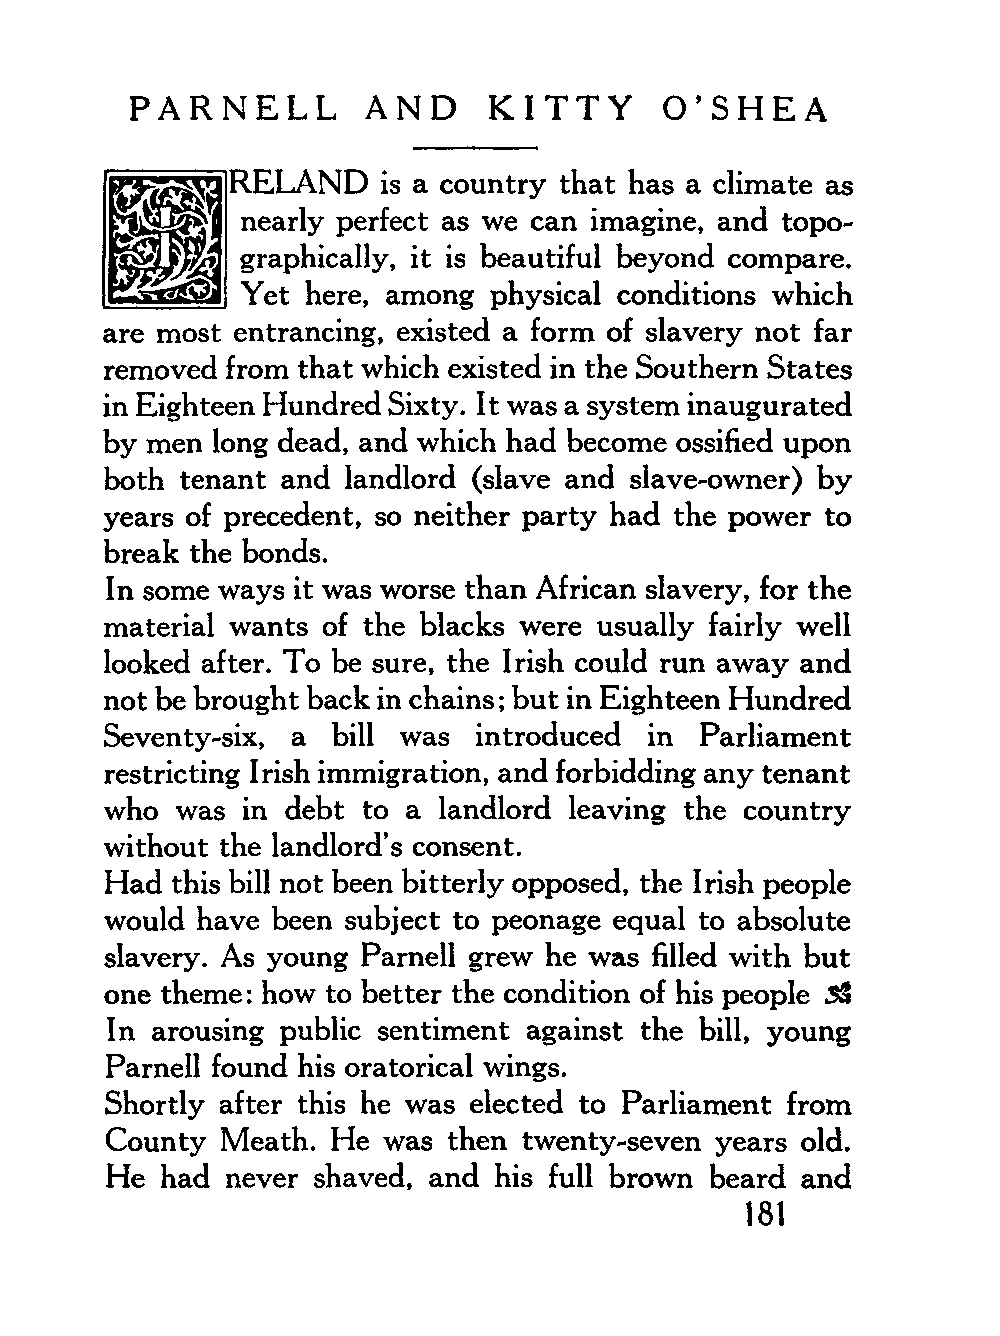 PARNELL AND KITTY O'SHEA
IRELAND is a country that has a climate as
nearly perfect as we can imagine, and topo-
graphically, it is beautiful beyond compare.
Yet here, among physical conditions which
are most entrancing, existed a form of slavery not far
removed from that which existed in the Southern States
in Eighteen Hundred Sixty. It was a system inaugurated
by men long dead, and which had become ossified upon
both tenant and landlord (slave and slave-owner) by
years of precedent, so neither party had the power to
break the bonds.
In some ways it was worse than African slavery, for the
material wants of the blacks were usually fairly well
looked after. To be sure, the Irish could run away and
not be brought back in chains; but in Eighteen Hundred
Seventy-six, a bill was introduced in Parliament
restricting Irish immigration, and forbidding any tenant
who was in debt to a landlord leaving the country
without the landlord's consent.
Had this bill not been bitterly opposed, the Irish people
would have been subject to peonage equal to absolute
slavery. As young Parnell grew he was filled with but
one theme: how to better the condition of his people
In arousing public sentiment against the bill, young
Parnell found his oratorical wings.
Shortly after this he was elected to Parliament from
County Meath. He was then twenty-seven years old.
He had never shaved, and his full brown beard and
181